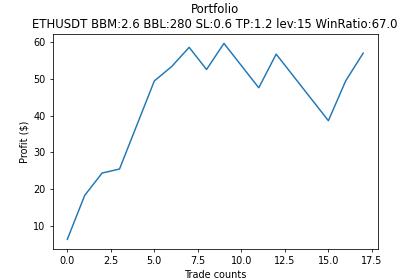 Portfolio
ETHUSDT BBM:2.6 BBL:280 SL:0.6 TP:1.2 lev:15 WinRatio:67.0
60
50
40
30
20
10
Profit ($)
0.0 2.5 5.0 7.5 10.0 12.5 15.0 17.5
Trade counts